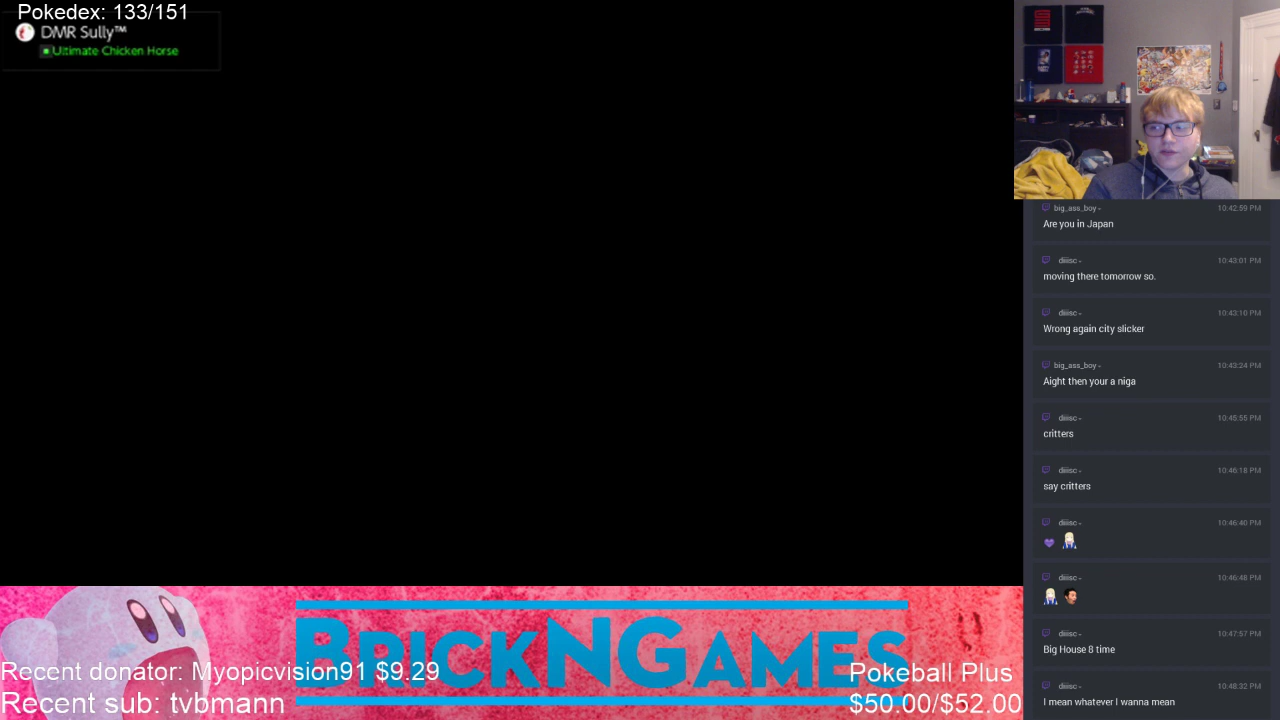 Pokedex: 133/151
DMR Sully™
Ultimate Chicken Horse
big_ass_boy
10:42:59 PM
Are you in Japan
diiisc
10:43:01 PM
moving there tomorrow so.
diiisc
10:43:10 PM
Wrong again city slicker
big_ass_boy
10:43:24 PM
Aight then your a niga
diiisc
10:45:55 PM
critters
diiisc
10:46:18 PM
say critters
diiisc
10:46:40 PM
diiisc
10:46:48 PM
diiisc
10:47:57 PM
Big House 8 time
diiisc
10:48:32 PM
I mean whatever I wanna mean
BRICKNGAMES
Recent donator: Myopicvision91 $9.29
Recent sub: tvbmann
Pokeball Plus
$50.00/$52.00